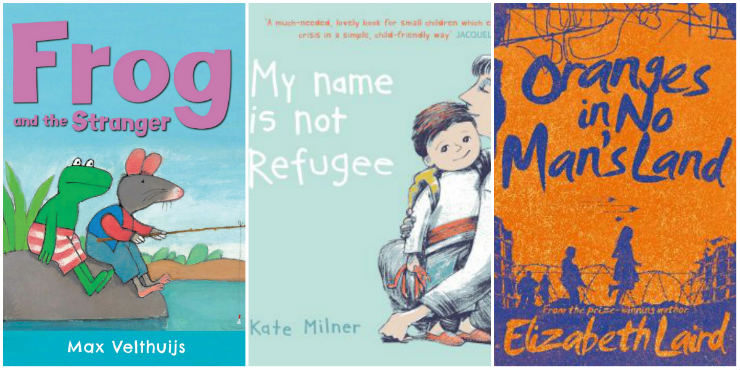 Frog
and the Stranger
Max Velthuijs
'A much-needed, lovely book for small children which e
crisis in a simple, child-friendly way' JACQUEL
My name
is not
Refugee
Kate Milner
Oranges
in No
Man's Land
From the prize-winning author
Elizabeth Laird